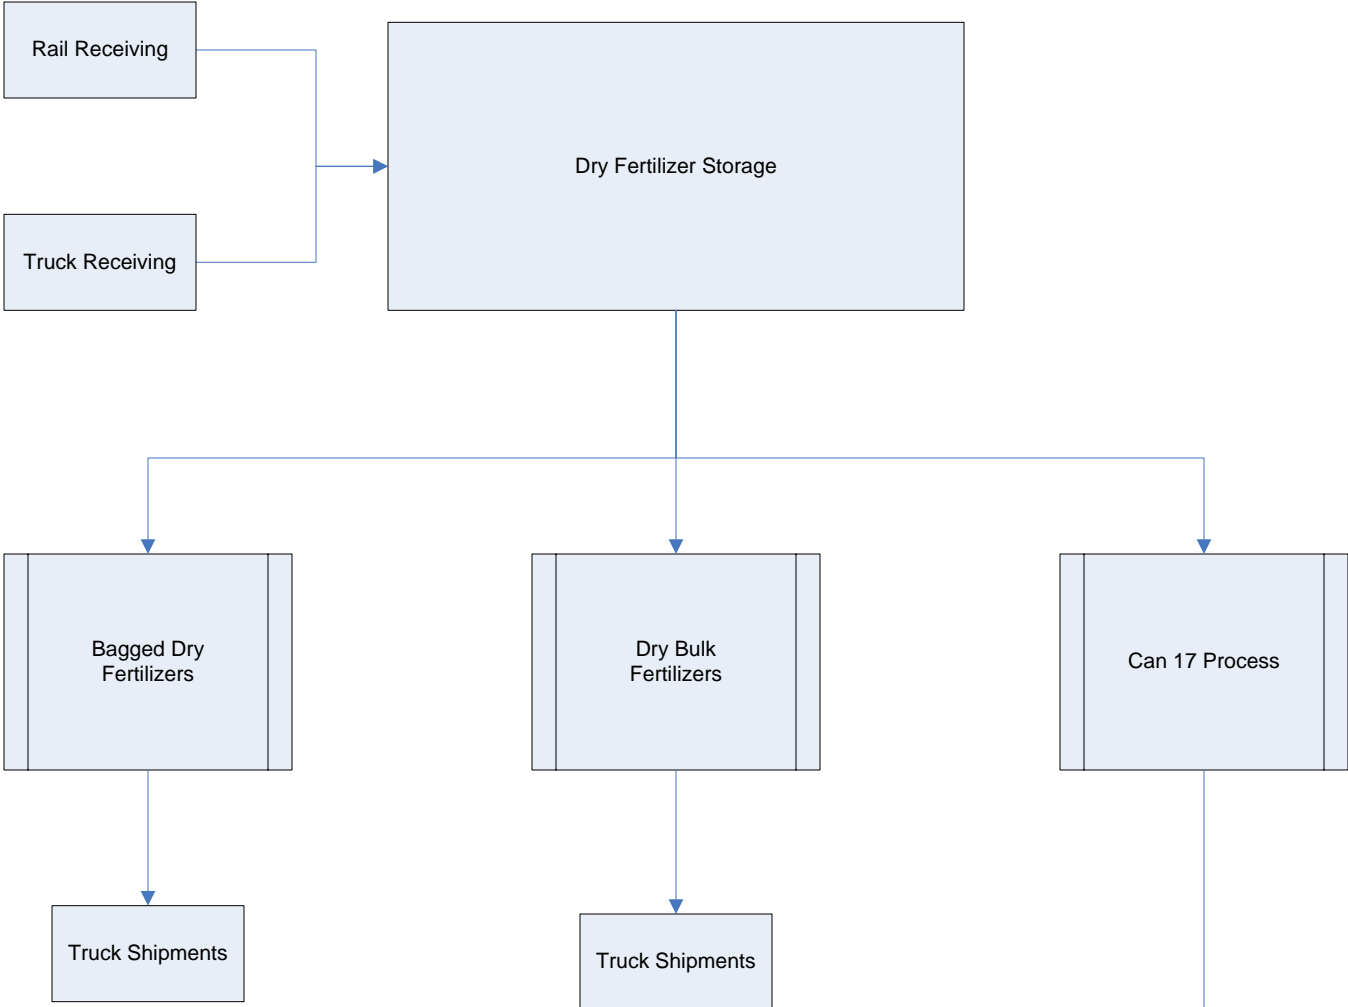 Rail Receiving
Dry Fertilizer Storage
Truck Receiving
Bagged Dry
Fertilizers
Dry Bulk
Fertilizers
Can 17 Process
Truck Shipments
Truck Shipments